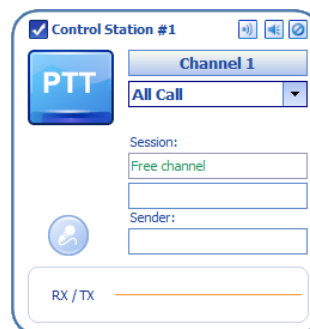 Control Station #1
PTT
Channel 1
All Call
Session:
Free channel
Sender:
RX / TX